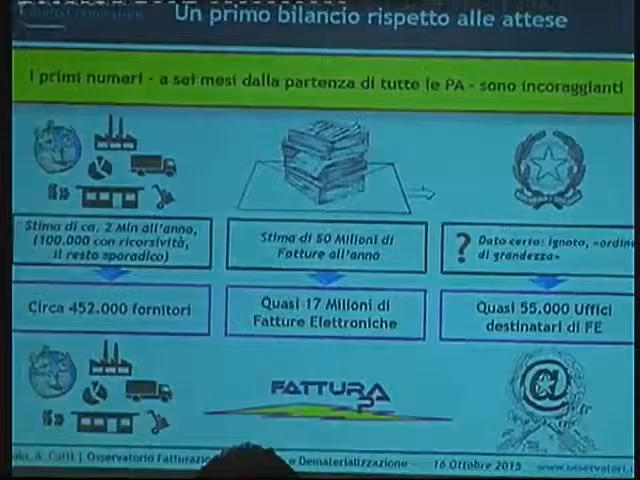 Un primo bilancio rispetto alle attese
I primi numeri - a sei mesi dalla partenza di tutte le PA - sono incoraggianti
Stima di ca. 2 Mln all'anno,
(100.000 con ricorsività,
il resto sporadico)
Stima di 50 Milioni di
Fatture all'anno
? Dato certo: ignoto, «ordine
di grandezza»
Circa 452.000 fornitori
Quasi 17 Milioni di
Fatture Elettroniche
Quasi 55.000 Uffici
destinatari di FE
FATTURA
PA
@
| Osservatorio Fatturazio e Dematerializzazione 16 Ottobre 2015 www.osservatori.